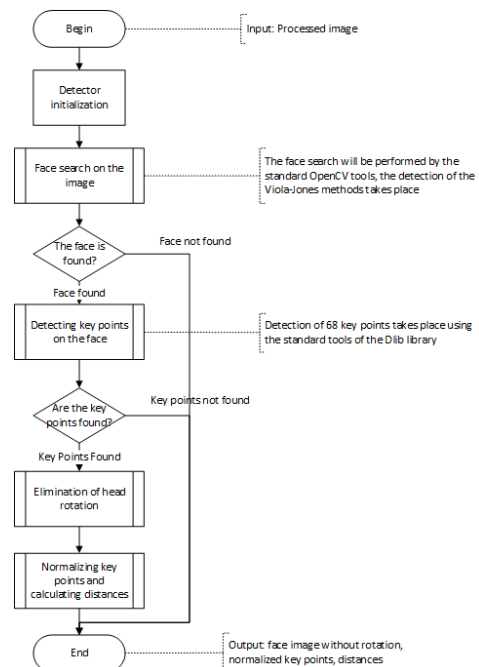 Begin
Input: Processed image
Detector
initialization
Face search on the
image
The face search will be performed by the
standard OpenCV tools, the detection of the
Viola-Jones methods takes place
The face is
found?
Face not found
Face found
Detecting key points
on the face
Detection of 68 key points takes place using
the standard tools of the Dlib library
Are the key
points found?
Key points not found
Key Points Found
Elimination of head
rotation
Normalizing key
points and
calculating distances
End
Output: face image without rotation,
normalized key points, distances